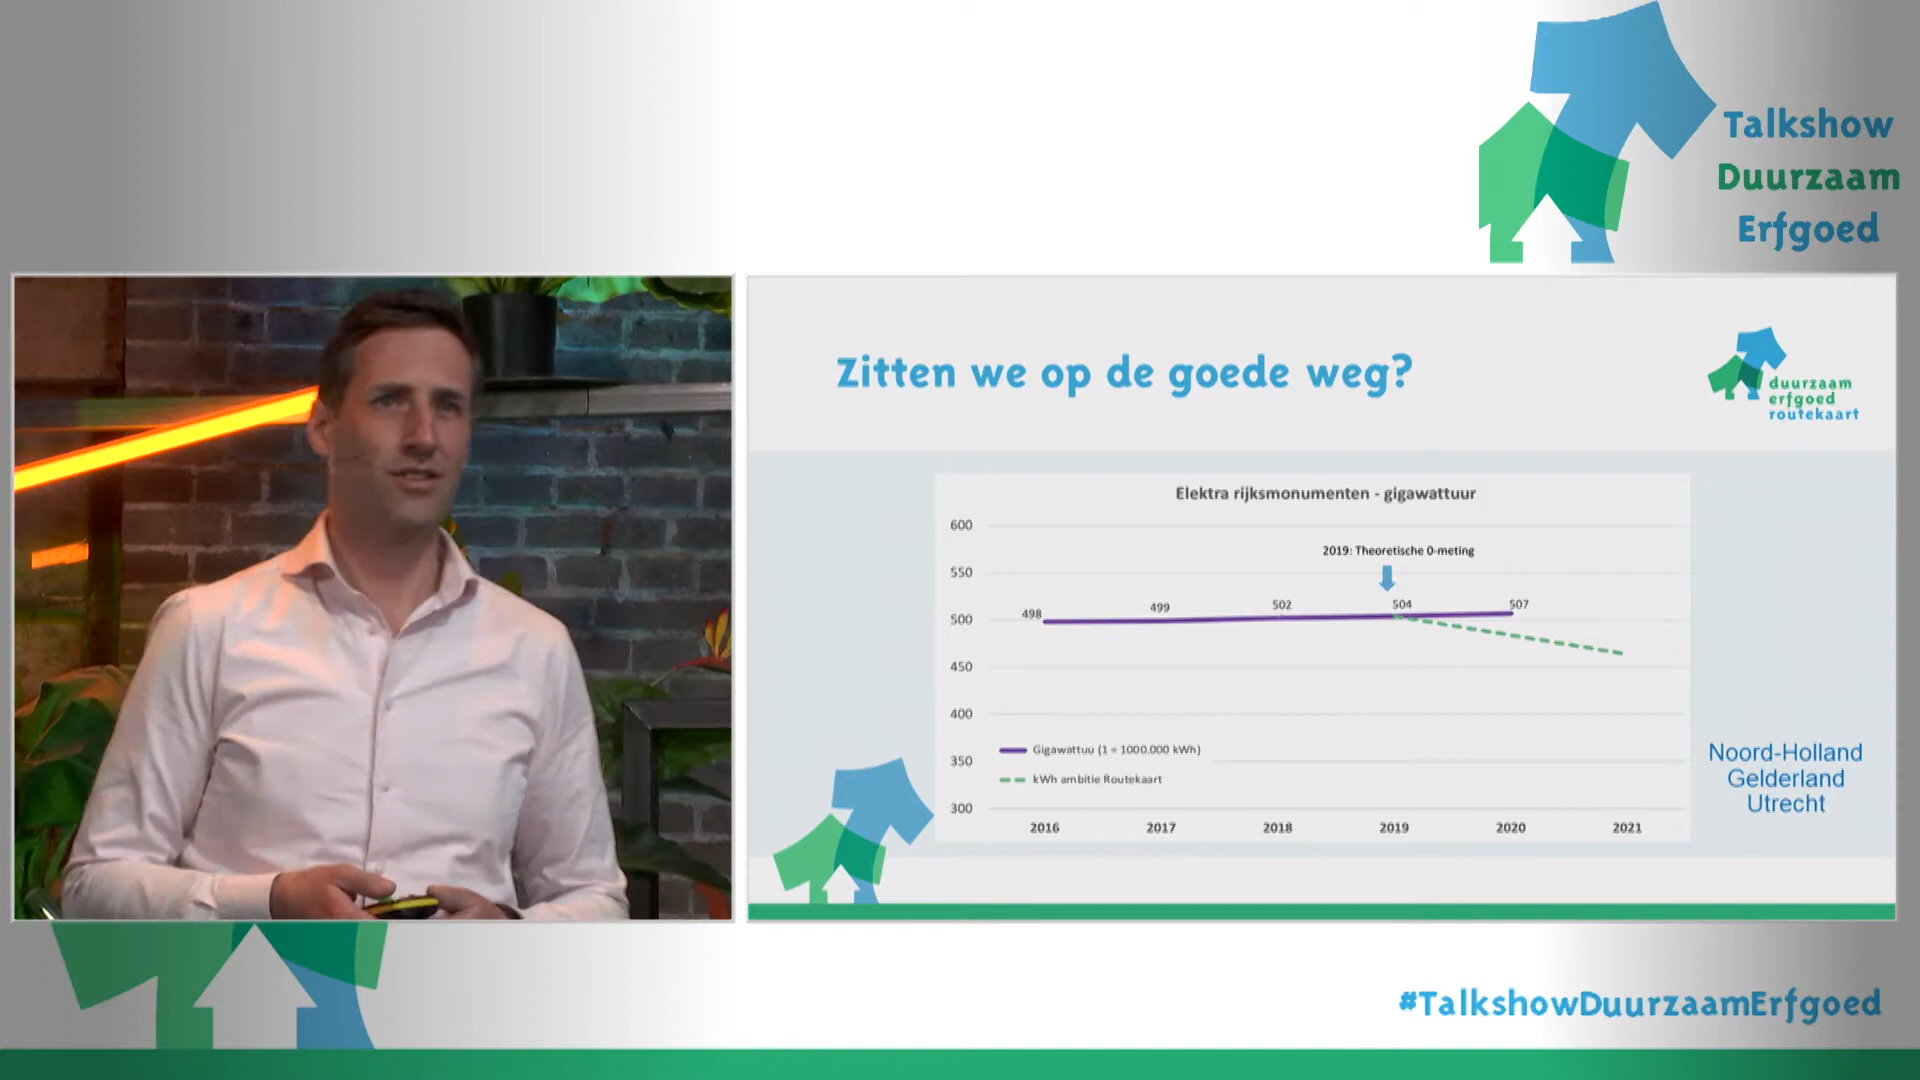 Talkshow
Duurzaam
Erfgoed
Zitten we op de goede weg?
duurzaam
erfgoed
routekaart
Elektra rijksmonumenten - gigawattuur
600
2019: Theoretische 0-meting
550
498
499
502
504
507
500
450
400
Gigawattuu (1 = 1000.000 kWh)
350
kWh ambitie Routekaart
300
2016
2017
2018
2019
2020
2021
Noord-Holland
Gelderland
Utrecht
#TalkshowDuurzaamErfgoed